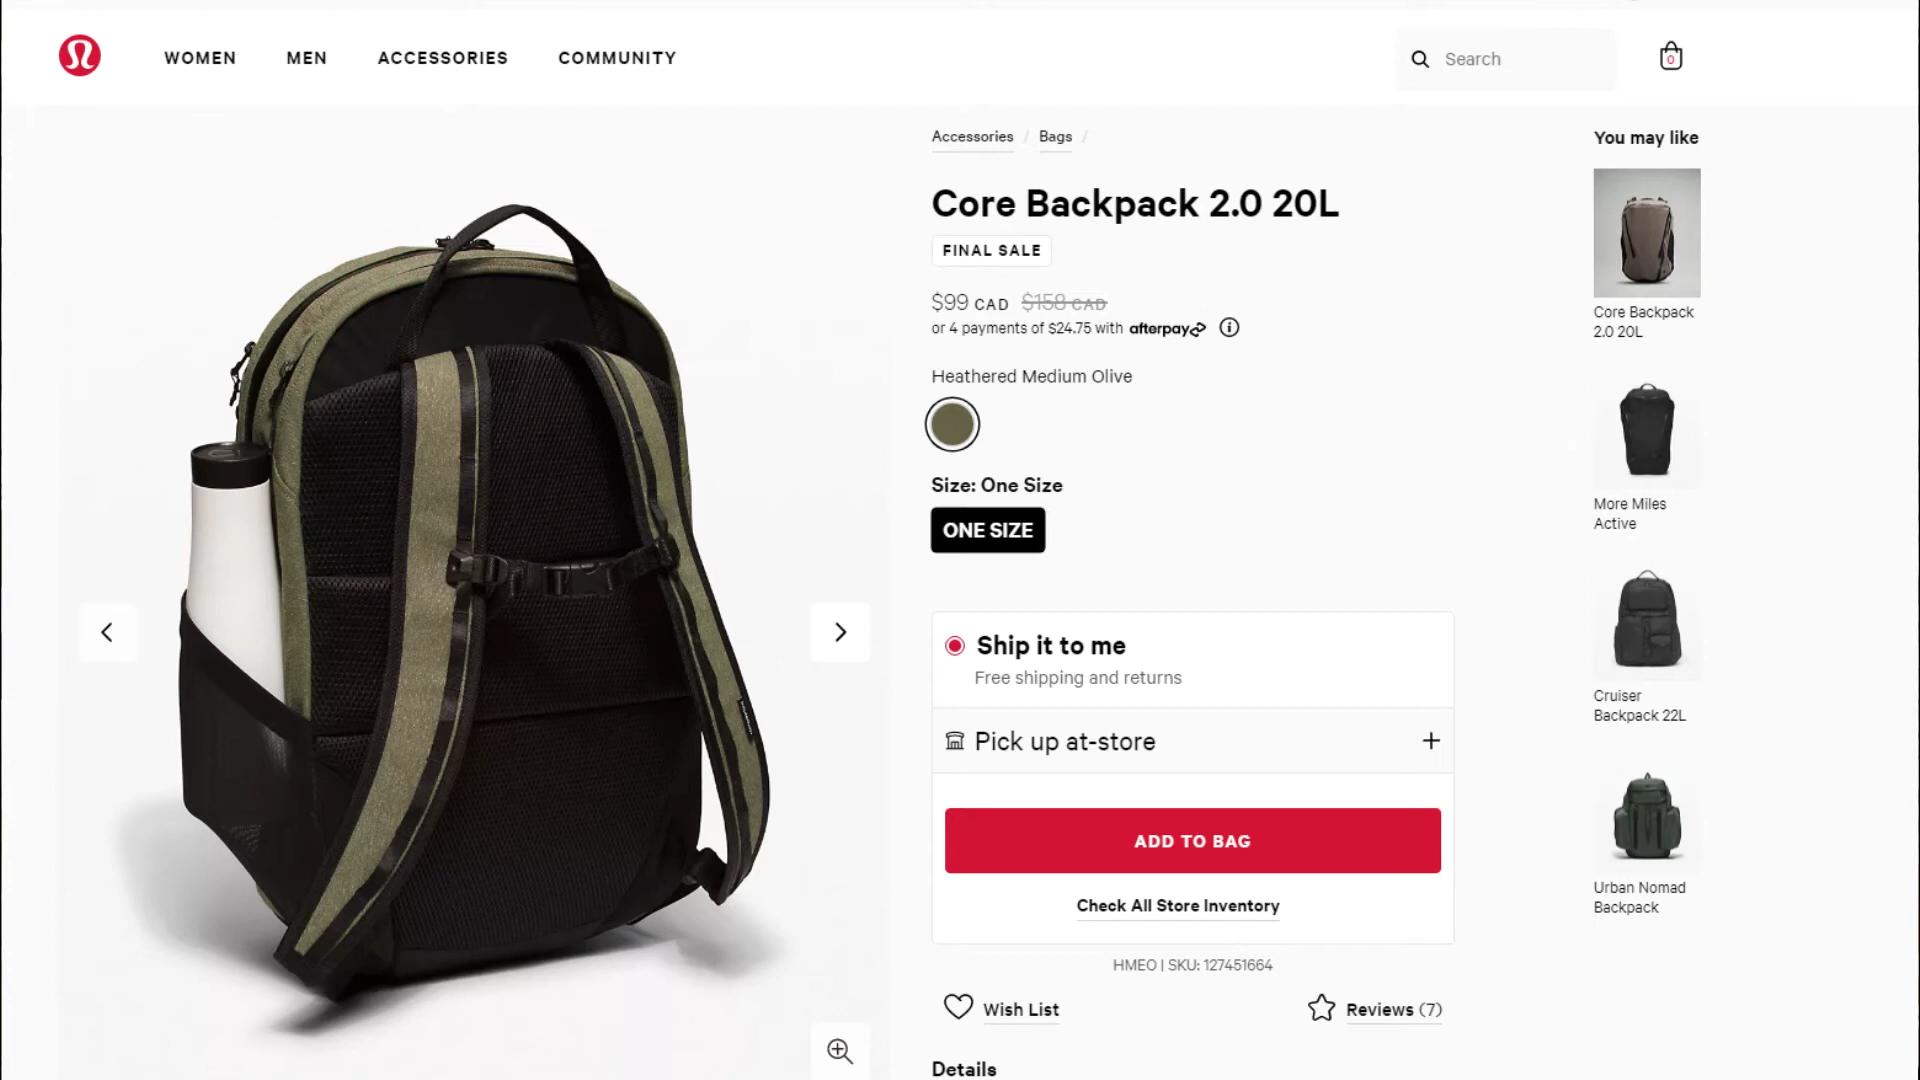 WOMEN
MEN
ACCESSORIES
COMMUNITY
Search
0
Accessories / Bags /
Core Backpack 2.0 20L
FINAL SALE
$99 CAD $158 CAD
or 4 payments of $24.75 with afterpay
Heathered Medium Olive
Size: One Size
ONE SIZE
Ship it to me
Free shipping and returns
Pick up at-store
ADD TO BAG
Check All Store Inventory
HMEO | SKU: 127451664
Wish List
Reviews (7)
Details
You may like
Core Backpack
2.0 20L
More Miles
Active
Cruiser
Backpack 22L
Urban Nomad
Backpack